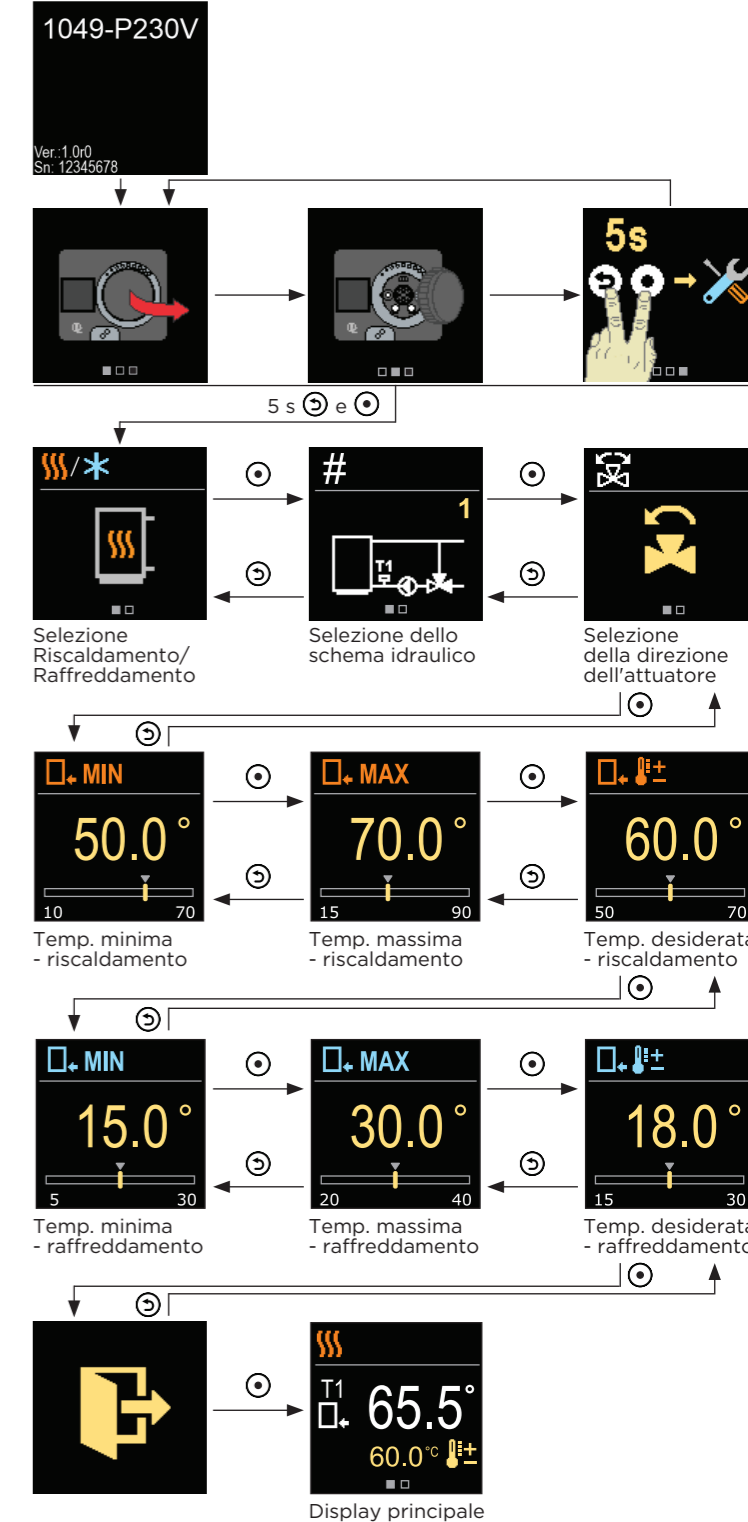 1049-P230V
Ver.:1.0r0
Sn: 12345678
5s
5 s e
/
#
1
T1
Selezione
Riscaldamento/
Raffreddamento
Selezione dello
schema idraulico
Selezione
della direzione
dell'attuatore
MIN
50.0°
10 70
Temp. minima
- riscaldamento
MAX
70.0°
15 90
Temp. massima
- riscaldamento
±
60.0°
50 70
Temp. desiderata
- riscaldamento
MIN
15.0°
5 30
Temp. minima
- raffreddamento
MAX
30.0°
20 40
Temp. massima
- raffreddamento
±
18.0°
15 30
Temp. desiderata
- raffreddamento
T1
65.5°
60.0°C ±
Display principale